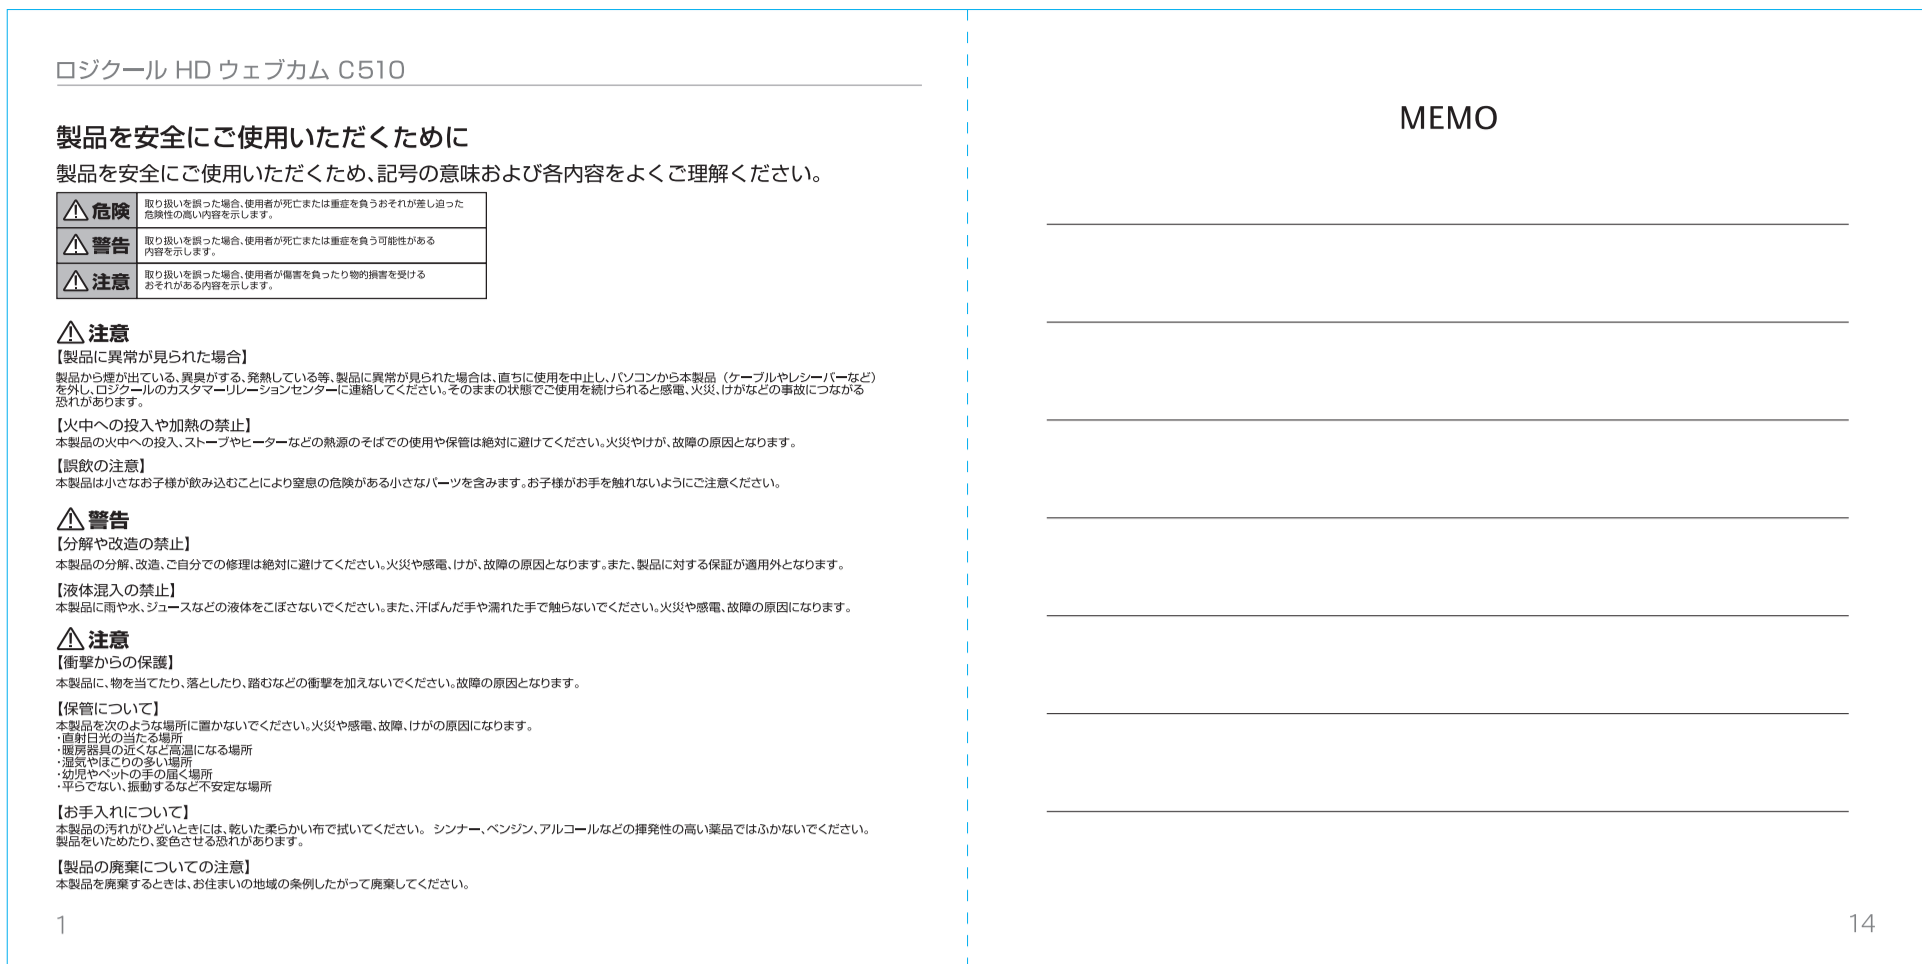 ロジクール HD ウェブカム C510
製品を安全にご使用いただくために
製品を安全にご使用いただくため、記号の意味および各内容をよくご理解ください。
危険
取り扱いを誤った場合、使用者が死亡または重症を負うおそれが差し迫った
危険性の高い内容を示します。
警告
取り扱いを誤った場合、使用者が死亡または重症を負う可能性がある
内容を示します。
注意
取り扱いを誤った場合、使用者が傷害を負ったり物的損害を受ける
おそれがある内容を示します。
注意
【製品に異常が見られた場合】
製品から煙が出ている、異臭がする、発熱している等、製品に異常が見られた場合は、直ちに使用を中止し、パソコンから本製品（ケーブルやレシーバーなど）
を外し、ロジクールのカスタマーリレーションセンターに連絡してください。そのままの状態でご使用を続けられると感電、火災、けがなどの事故につながる
恐れがあります。
【火中への投入や加熱の禁止】
本製品の火中への投入、ストーブやヒーターなどの熱源のそばでの使用や保管は絶対に避けてください。火災やけが、故障の原因となります。
【誤飲の注意】
本製品は小さなお子様が飲み込むことにより窒息の危険がある小さなパーツを含みます。お子様がお手を触れないようにご注意ください。
警告
【分解や改造の禁止】
本製品の分解、改造、ご自分での修理は絶対に避けてください。火災や感電、けが、故障の原因となります。また、製品に対する保証が適用外となります。
【液体混入の禁止】
本製品に雨や水、ジュースなどの液体をこぼさないでください。また、汗ばんだ手や濡れた手で触らないでください。火災や感電、故障の原因になります。
注意
【衝撃からの保護】
本製品に、物を当てたり、落としたり、踏むなどの衝撃を加えないでください。故障の原因となります。
【保管について】
本製品を次のような場所に置かないでください。火災や感電、故障、けがの原因になります。
・直射日光の当たる場所
・暖房器具の近くなど高温になる場所
・湿気やほこりの多い場所
・幼児やペットの手の届く場所
・平らでない、振動するなど不安定な場所
【お手入れについて】
本製品の汚れがひどいときには、乾いた柔らかい布で拭いてください。 シンナー、ベンジン、アルコールなどの揮発性の高い薬品ではふかないでください。
製品をいためたり、変色させる恐れがあります。
【製品の廃棄についての注意】
本製品を廃棄するときは、お住まいの地域の条例したがって廃棄してください。
1
MEMO
14